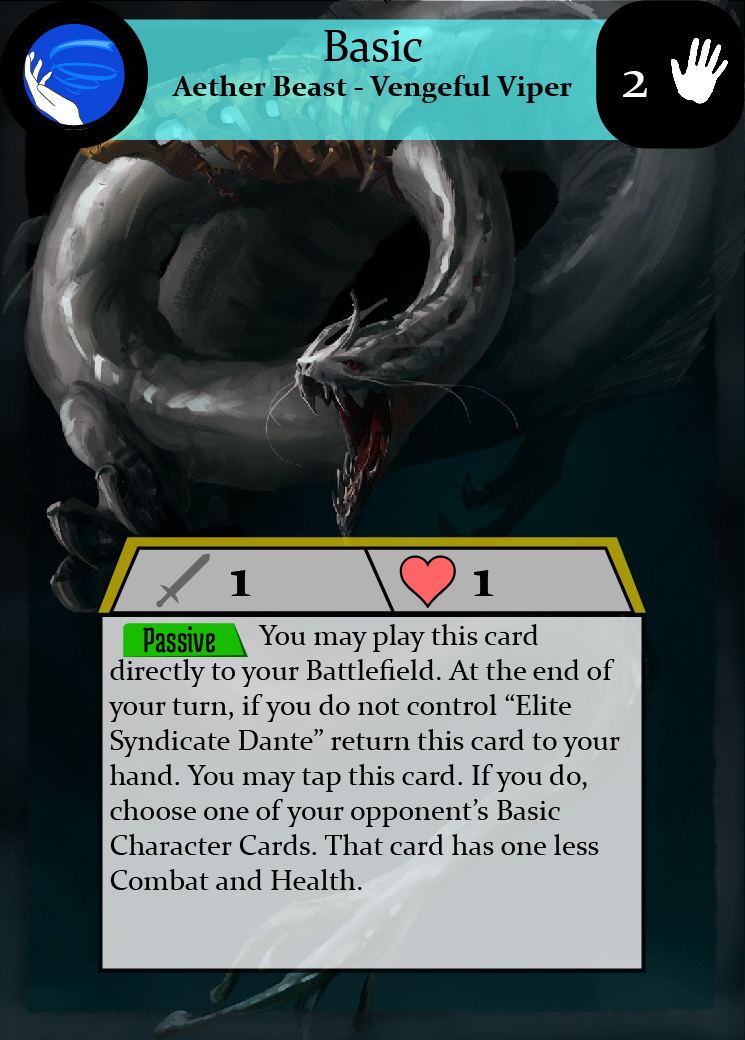 Basic
Aether Beast - Vengeful Viper
2
1
1
Passive You may play this card
directly to your Battlefield. At the end of
your turn, if you do not control “Elite
Syndicate Dante” return this card to your
hand. You may tap this card. If you do,
choose one of your opponent’s Basic
Character Cards. That card has one less
Combat and Health.